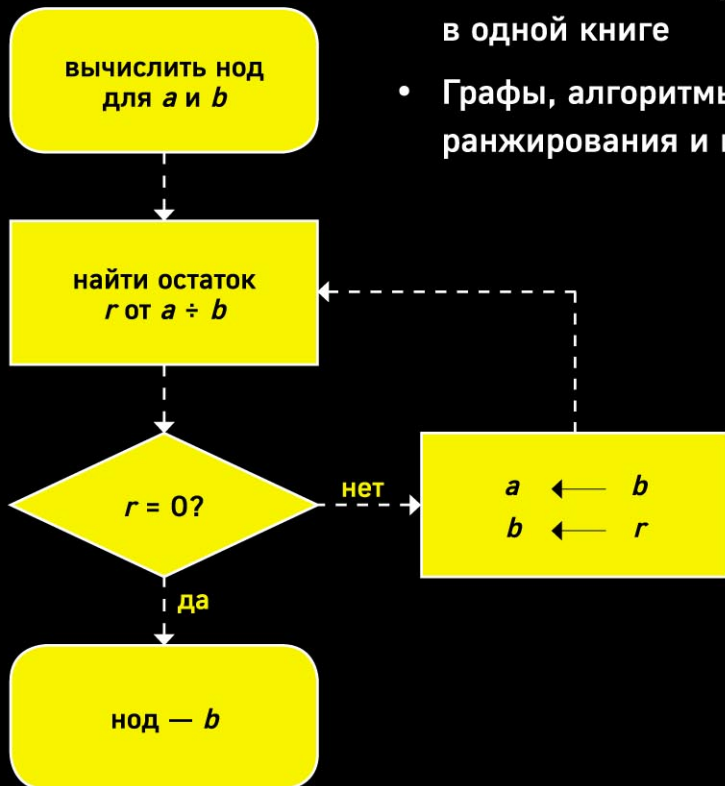 в одной книге
• Графы, алгоритмы
ранжирования и
вычислить нод
для a и b
найти остаток
r от a ÷ b
r = 0?
нет
a ← b
b ← r
да
нод — b